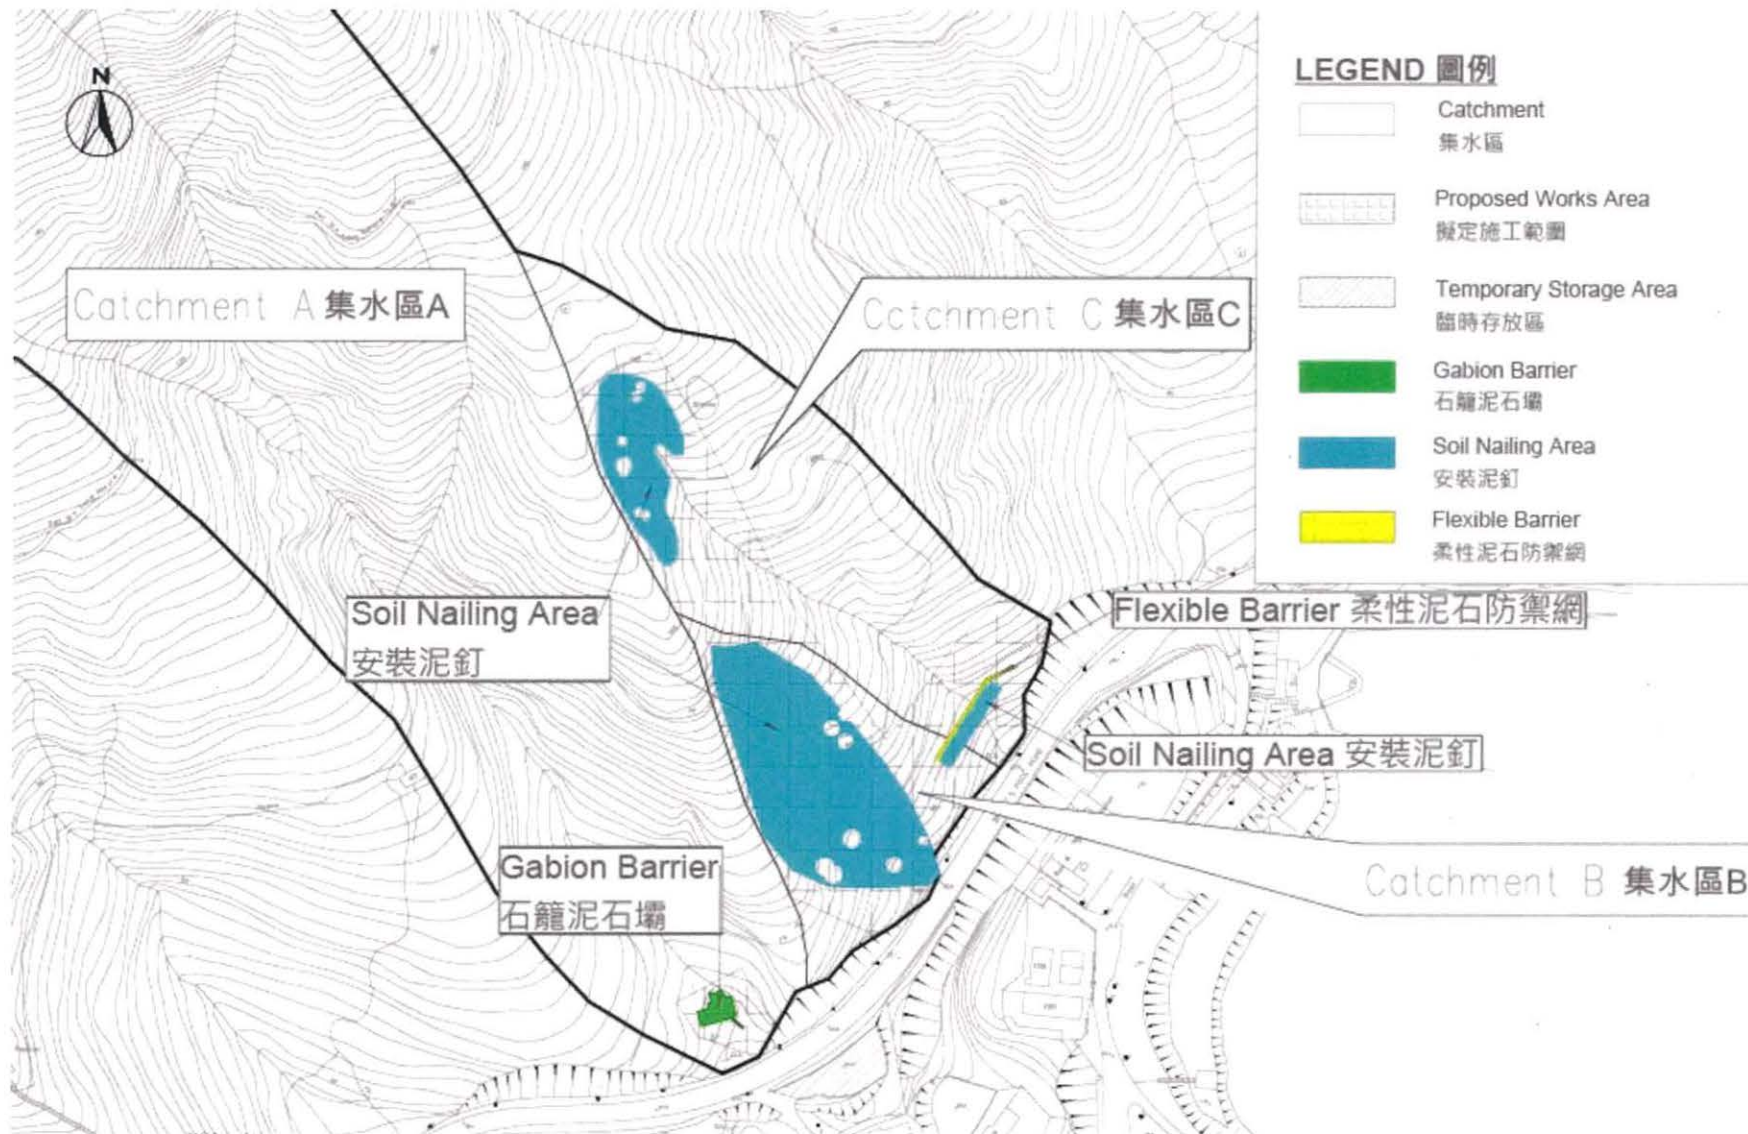 N
LEGEND 圖例
Catchment
集水區
Proposed Works Area
擬定施工範圍
Temporary Storage Area
臨時存放區
Gabion Barrier
石籠泥石壩
Soil Nailing Area
安裝泥釘
Flexible Barrier
柔性泥石防禦網
Catchment A 集水區A
Cctchment C 集水區C
Soil Nailing Area
安裝泥釘
Flexible Barrier 柔性泥石防禦網
Soil Nailing Area 安裝泥釘
Gabion Barrier
石籠泥石壩
Catchment B 集水區B